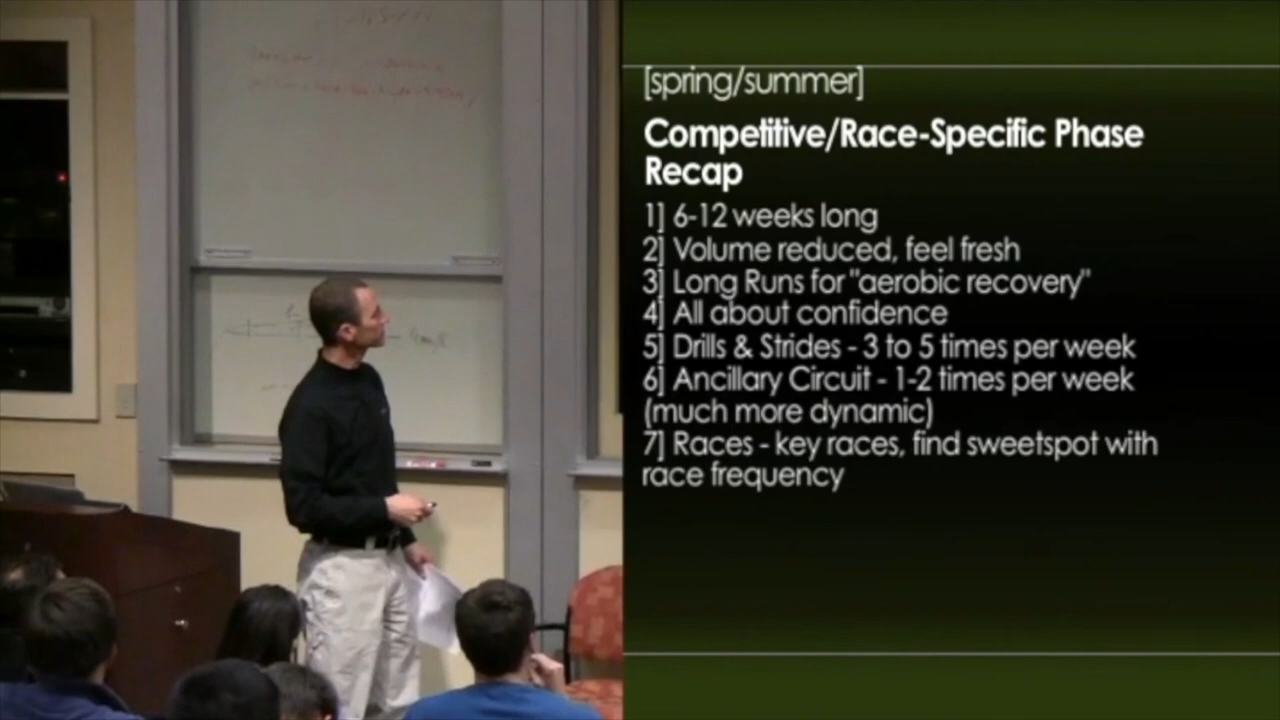 [spring/summer]
Competitive/Race-Specific Phase
Recap
1] 6-12 weeks long
2] Volume reduced, feel fresh
3] Long Runs for "aerobic recovery"
4] All about confidence
5] Drills & Strides - 3 to 5 times per week
6] Ancillary Circuit - 1-2 times per week
(much more dynamic)
7] Races - key races, find sweetspot with
race frequency